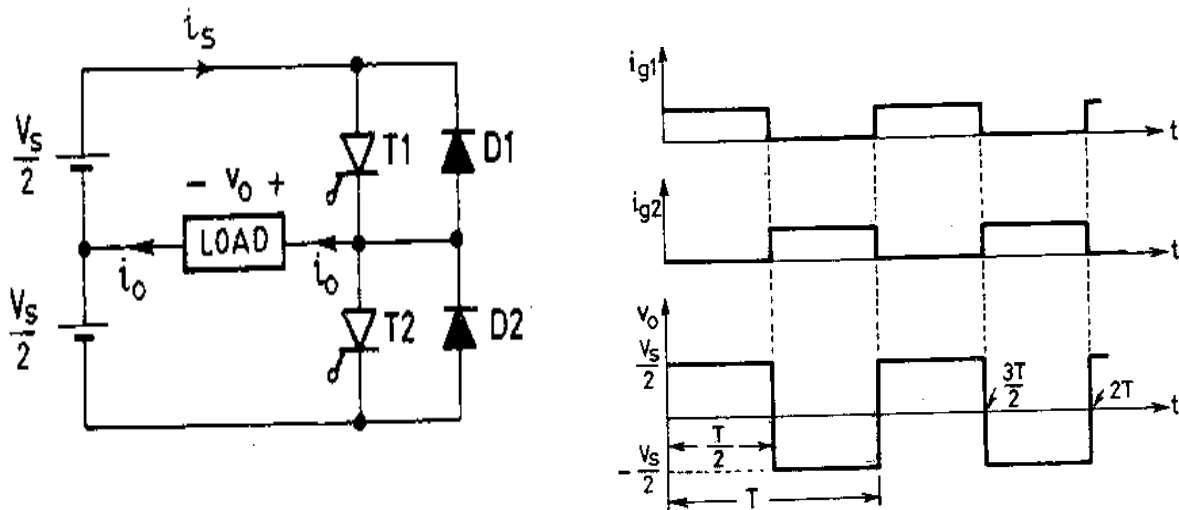 i_s
V_s/2
T1
D1
- v_o +
LOAD
i_o
i_o
V_s/2
T2
D2
i_g1
t
i_g2
t
v_o
V_s/2
3T/2
2T
t
T/2
- V_s/2
T